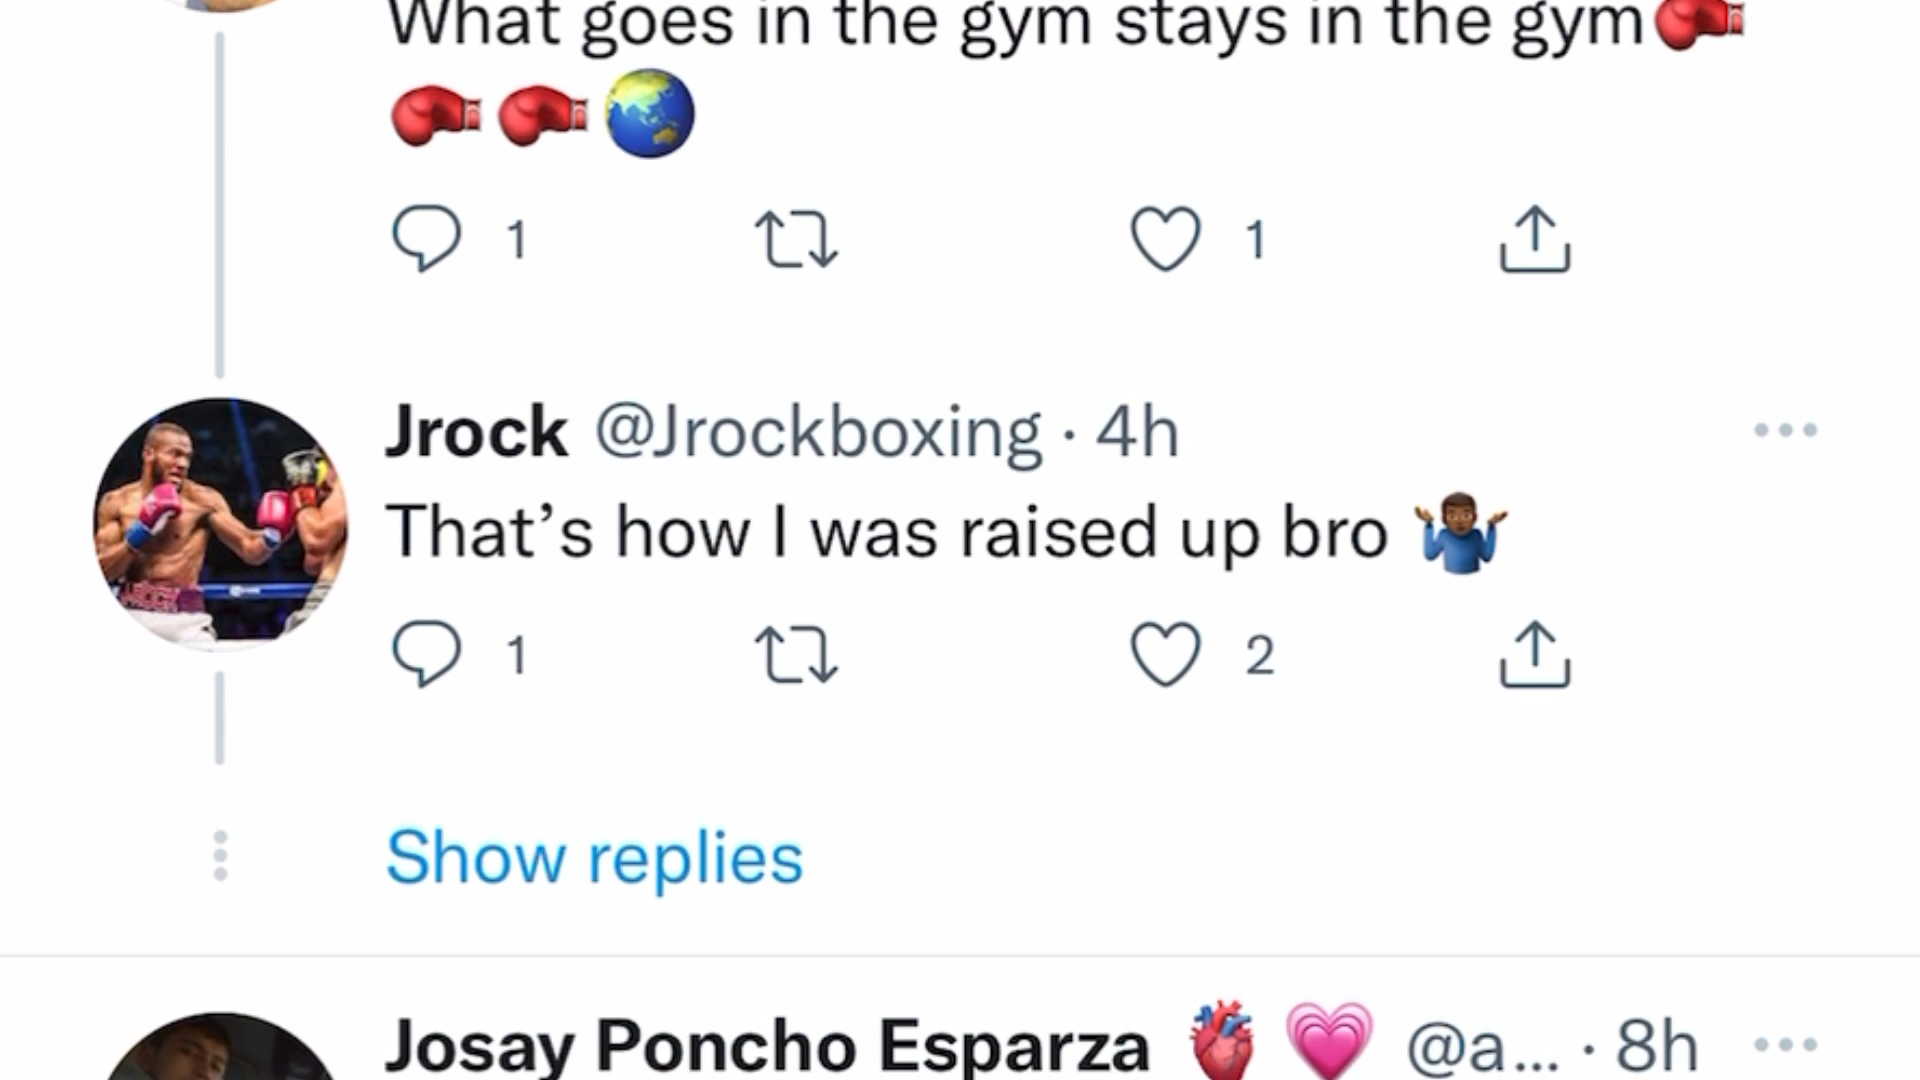 What goes in the gym stays in the gym🥊
🥊🥊🌏
1 1
Jrock @Jrockboxing · 4h
That’s how I was raised up bro 🤷🏾‍♂️
1 2
Show replies
Josay Poncho Esparza 🫀 💗 @a... · 8h